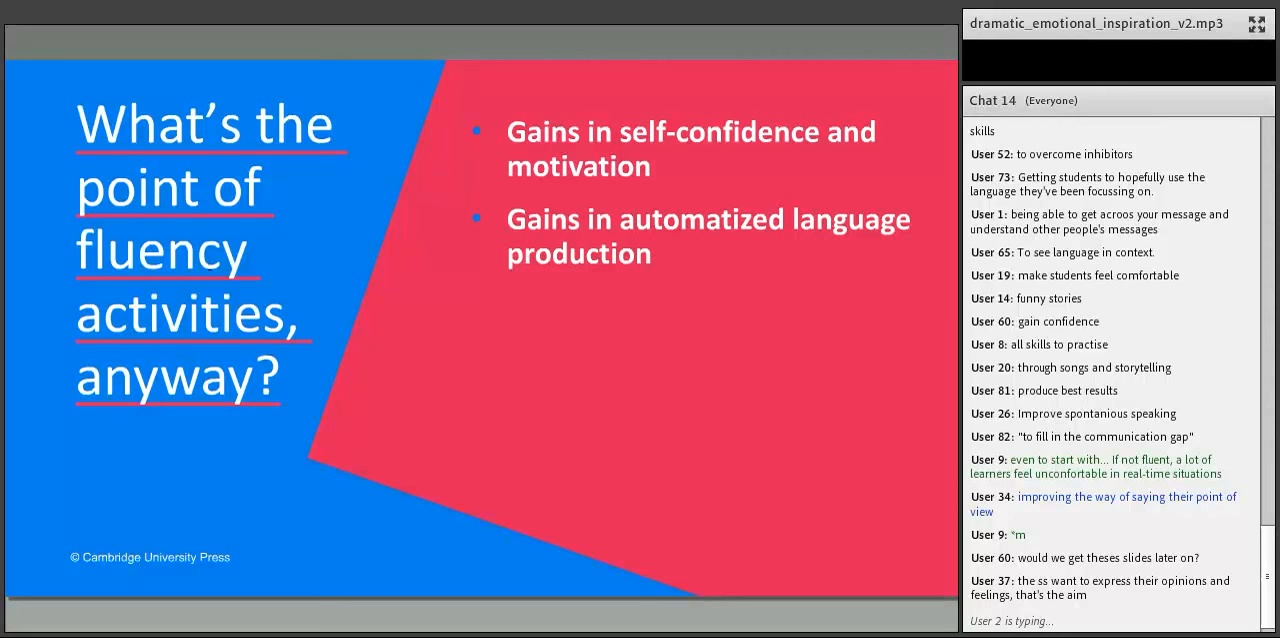 What's the
point of
fluency
activities,
anyway?
• Gains in self-confidence and
motivation
• Gains in automatized language
production
© Cambridge University Press
dramatic_emotional_inspiration_v2.mp3
Chat 14 (Everyone)
skills
User 52: to overcome inhibitors
User 73: Getting students to hopefully use the
language they've been focussing on.
User 1: being able to get acroos your message and
understand other people's messages
User 65: To see language in context.
User 19: make students feel comfortable
User 14: funny stories
User 60: gain confidence
User 8: all skills to practise
User 20: through songs and storytelling
User 81: produce best results
User 26: Improve spontanious speaking
User 82: "to fill in the communication gap"
User 9: even to start with... If not fluent, a lot of
learners feel unconfortable in real-time situations
User 34: improving the way of saying their point of
view
User 9: *m
User 60: would we get theses slides later on?
User 37: the ss want to express their opinions and
feelings, that's the aim
User 2 is typing...